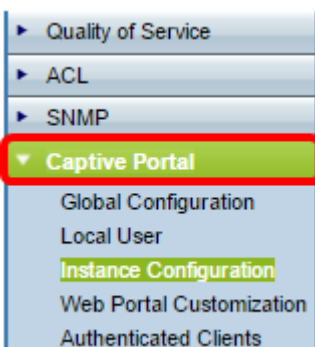 Quality of Service
ACL
SNMP
Captive Portal
Global Configuration
Local User
Instance Configuration
Web Portal Customization
Authenticated Clients